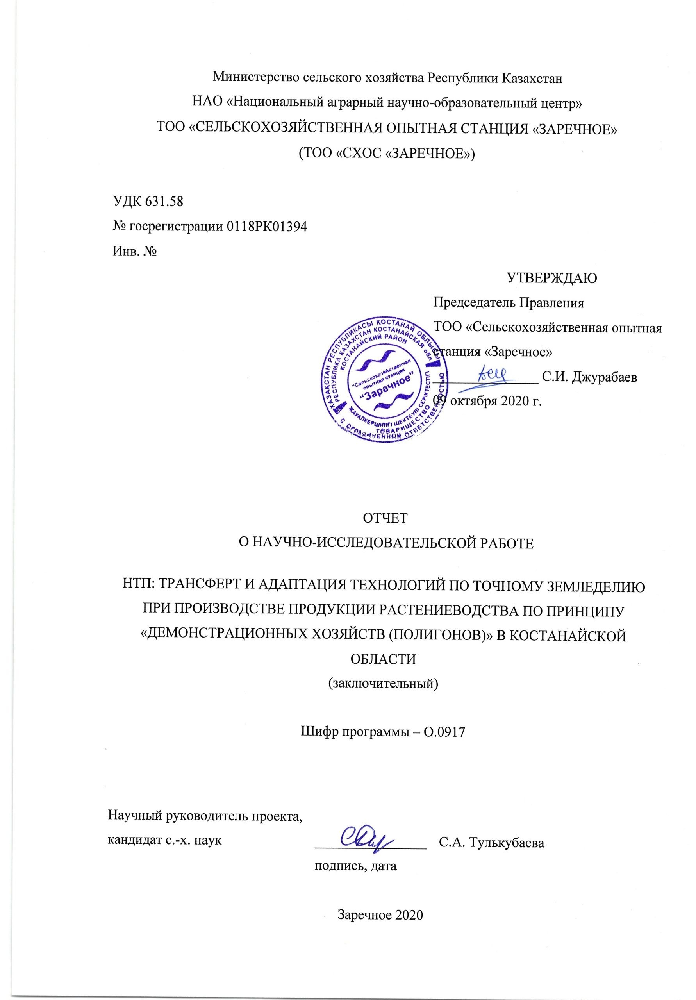 Министерство сельского хозяйства Республики Казахстан
НАО «Национальный аграрный научно-образовательный центр»
ТОО «СЕЛЬСКОХОЗЯЙСТВЕННАЯ ОПЫТНАЯ СТАНЦИЯ «ЗАРЕЧНОЕ»
(ТОО «СХОС «ЗАРЕЧНОЕ»)
УДК 631.58
№ госрегистрации 0118РК01394
Инв. №
УТВЕРЖДАЮ
Председатель Правления
ТОО «Сельскохозяйственная опытная
станция «Заречное»
С.И. Джурабаев
09 октября 2020 г.
ҚАЗАҚСТАН РЕСПУБЛИКАСЫ ҚОСТАНАЙ ОБЛЫСЫ
РЕСПУБЛИКА КАЗАХСТАН КОСТАНАЙСКАЯ обл.
КОСТАНАЙСКИЙ РАЙОН
"Сельскохозяйственная
опытная станция
“Заречное”
ЖАУАПКЕРШІЛІГІ ШЕКТЕУЛІ СЕРІКТЕСТІГІ
ТОВАРИЩЕСТВО
С ОГРАНИЧЕННОЙ ОТВЕТСТВЕННОСТЬЮ
ОТЧЕТ
О НАУЧНО-ИССЛЕДОВАТЕЛЬСКОЙ РАБОТЕ
НТП: ТРАНСФЕРТ И АДАПТАЦИЯ ТЕХНОЛОГИЙ ПО ТОЧНОМУ ЗЕМЛЕДЕЛИЮ
ПРИ ПРОИЗВОДСТВЕ ПРОДУКЦИИ РАСТЕНИЕВОДСТВА ПО ПРИНЦИПУ
«ДЕМОНСТРАЦИОННЫХ ХОЗЯЙСТВ (ПОЛИГОНОВ)» В КОСТАНАЙСКОЙ
ОБЛАСТИ
(заключительный)
Шифр программы – О.0917
Научный руководитель проекта,
кандидат с.-х. наук С.А. Тулькубаева
подпись, дата
Заречное 2020